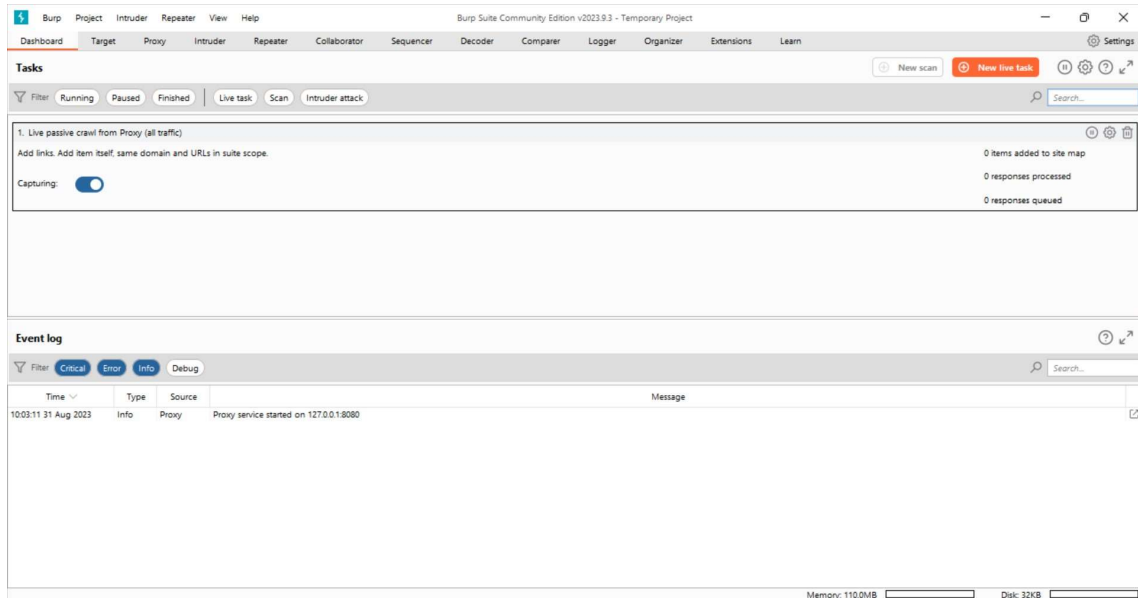 Burp Project Intruder Repeater View Help Burp Suite Community Edition v2023.9.3 - Temporary Project
Dashboard Target Proxy Intruder Repeater Collaborator Sequencer Decoder Comparer Logger Organizer Extensions Learn Settings
Tasks New scan New live task
Filter Running Paused Finished Live task Scan Intruder attack Search...
1. Live passive crawl from Proxy (all traffic)
Add links. Add item itself, same domain and URLs in suite scope. 0 items added to site map
Capturing: 0 responses processed
0 responses queued
Event log
Filter Critical Error Info Debug Search...
Time Type Source Message
10:03:11 31 Aug 2023 Info Proxy Proxy service started on 127.0.0.1:8080
Memory: 110.0MB Disk: 32KB